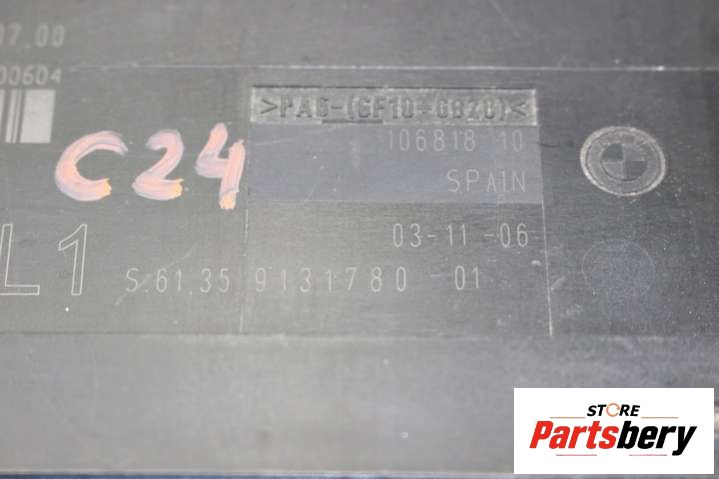 07.00
00604
>PA6-(GF10+GB20)<
106818 10
C24
SPAIN
03-11-06
L1
S.61.35 9131780-01
STORE
Partsbery